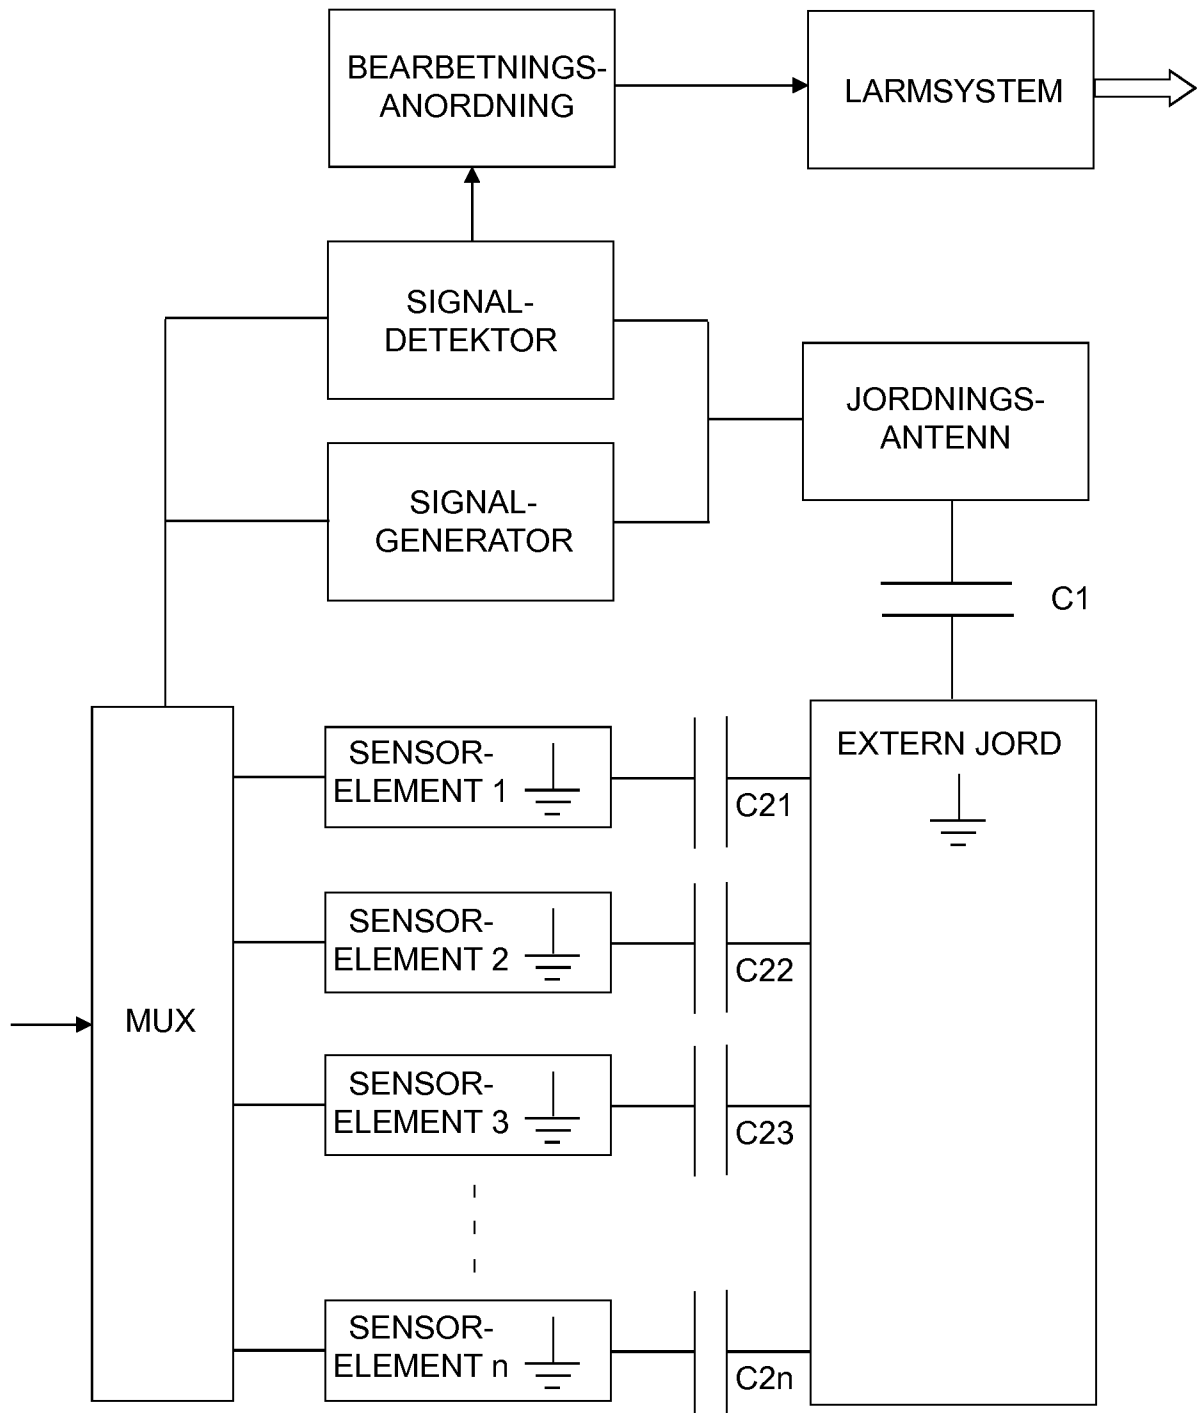 BEARBETNINGS-
ANORDNING
LARMSYSTEM
SIGNAL-
DETEKTOR
JORDNINGS-
ANTENN
SIGNAL-
GENERATOR
C1
MUX
SENSOR-
ELEMENT 1
C21
EXTERN JORD
SENSOR-
ELEMENT 2
C22
SENSOR-
ELEMENT 3
C23
SENSOR-
ELEMENT n
C2n